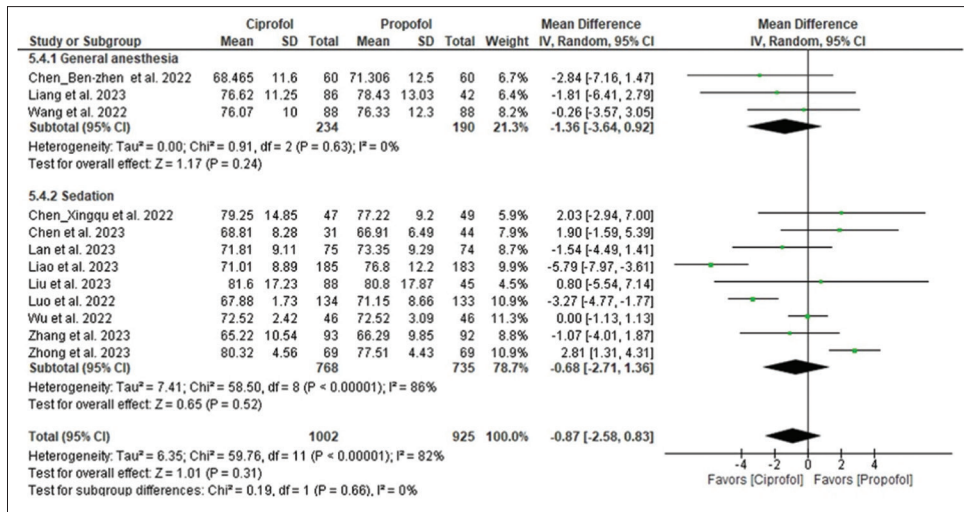 Ciprofol Propofol Mean Difference Mean Difference
Study or Subgroup Mean SD Total Mean SD Total Weight IV, Random, 95% CI IV, Random, 95% CI
5.4.1 General anesthesia
Chen_Ben-zhen et al. 2022 68.465 11.6 60 71.306 12.5 60 6.7% -2.84 [-7.16, 1.47]
Liang et al. 2023 76.62 11.25 86 78.43 13.03 42 6.4% -1.81 [-6.41, 2.79]
Wang et al. 2022 76.07 10 88 76.33 12.3 88 8.2% -0.26 [-3.57, 3.05]
Subtotal (95% CI) 234 190 21.3% -1.36 [-3.64, 0.92]
Heterogeneity: Tau² = 0.00; Chi² = 0.91, df = 2 (P = 0.63); I² = 0%
Test for overall effect: Z = 1.17 (P = 0.24)
5.4.2 Sedation
Chen_Xingqu et al. 2022 79.25 14.85 47 77.22 9.2 49 5.9% 2.03 [-2.94, 7.00]
Chen et al. 2023 68.81 8.28 31 66.91 6.49 44 7.9% 1.90 [-1.59, 5.39]
Lan et al. 2023 71.81 9.11 75 73.35 9.29 74 8.7% -1.54 [-4.49, 1.41]
Liao et al. 2023 71.01 8.89 185 76.8 12.2 183 9.9% -5.79 [-7.97, -3.61]
Liu et al. 2023 81.6 17.23 88 80.8 17.87 45 4.5% 0.80 [-5.54, 7.14]
Luo et al. 2022 67.88 1.73 134 71.15 8.66 133 10.9% -3.27 [-4.77, -1.77]
Wu et al. 2022 72.52 2.42 46 72.52 3.09 46 11.3% 0.00 [-1.13, 1.13]
Zhang et al. 2023 65.22 10.54 93 66.29 9.85 92 8.8% -1.07 [-4.01, 1.87]
Zhong et al. 2023 80.32 4.56 69 77.51 4.43 69 10.9% 2.81 [1.31, 4.31]
Subtotal (95% CI) 768 735 78.7% -0.68 [-2.71, 1.36]
Heterogeneity: Tau² = 7.41; Chi² = 58.50, df = 8 (P < 0.00001); I² = 86%
Test for overall effect: Z = 0.65 (P = 0.52)
Total (95% CI) 1002 925 100.0% -0.87 [-2.58, 0.83]
Heterogeneity: Tau² = 6.35; Chi² = 59.76, df = 11 (P < 0.00001); I² = 82%
Test for overall effect: Z = 1.01 (P = 0.31)
Test for subgroup differences: Chi² = 0.19, df = 1 (P = 0.66), I² = 0%
-4 -2 0 2 4
Favors [Ciprofol] Favors [Propofol]